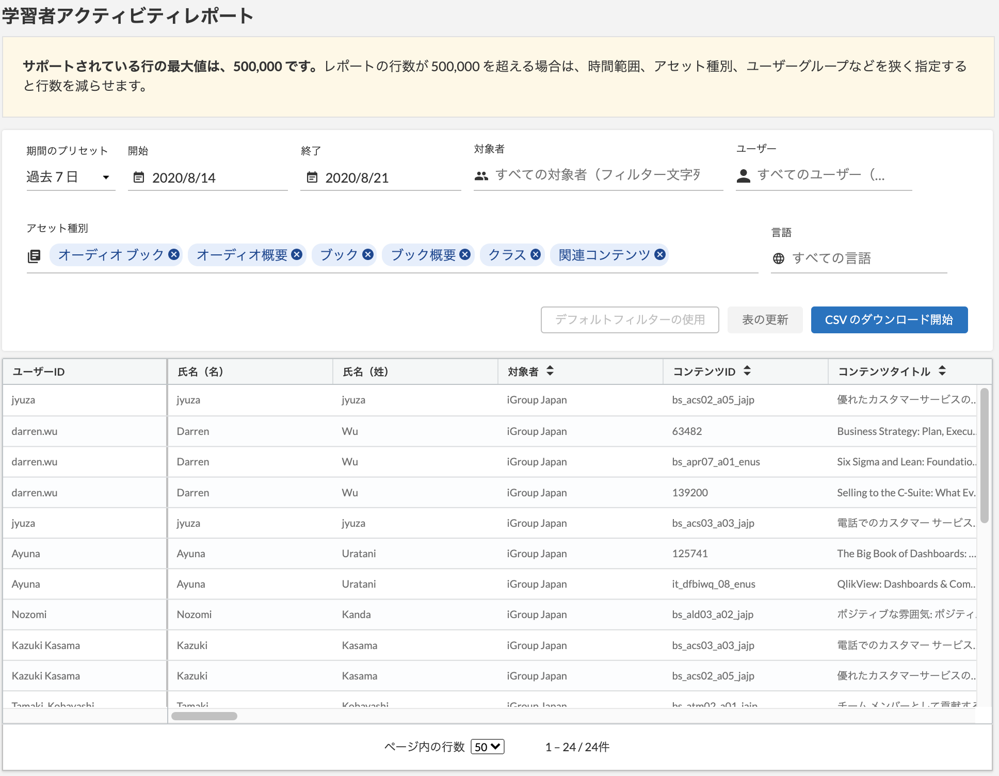 学習者アクティビティレポート
サポートされている行の最大値は、500,000 です。レポートの行数が 500,000 を超える場合は、時間範囲、アセット種別、ユーザーグループなどを狭く指定する
と行数を減らせます。
期間のプリセット 開始 終了 対象者 ユーザー
過去 7 日 2020/8/14 2020/8/21 すべての対象者（フィルター文字列 すべてのユーザー（...
アセット種別 言語
オーディオ ブック オーディオ概要 ブック ブック概要 クラス 関連コンテンツ すべての言語
デフォルトフィルターの使用 表の更新 CSV のダウンロード開始
ユーザーID 氏名（名） 氏名（姓） 対象者 コンテンツID コンテンツタイトル
jyuza jyuza jyuza iGroup Japan bs_acs02_a05_jajp 優れたカスタマーサービスの...
darren.wu Darren Wu iGroup Japan 63482 Business Strategy: Plan, Execu...
darren.wu Darren Wu iGroup Japan bs_apr07_a01_enus Six Sigma and Lean: Foundatio...
darren.wu Darren Wu iGroup Japan 139200 Selling to the C-Suite: What Ev...
jyuza jyuza jyuza iGroup Japan bs_acs03_a03_jajp 電話でのカスタマー サービス...
Ayuna Ayuna Uratani iGroup Japan 125741 The Big Book of Dashboards: ...
Ayuna Ayuna Uratani iGroup Japan it_dfbiwq_08_enus QlikView: Dashboards & Com...
Nozomi Nozomi Kanda iGroup Japan bs_ald03_a02_jajp ポジティブな雰囲気: ポジティ...
Kazuki Kasama Kazuki Kasama iGroup Japan bs_acs03_a03_jajp 電話でのカスタマー サービス...
Kazuki Kasama Kazuki Kasama iGroup Japan bs_acs02_a05_jajp 優れたカスタマーサービスの...
Tamaki_Kobayashi Tamaki Kobayashi iGroup Japan bs_atm02_a01_jajp チーム メンバーとして貢献する
ページ内の行数 50 1 – 24 / 24件